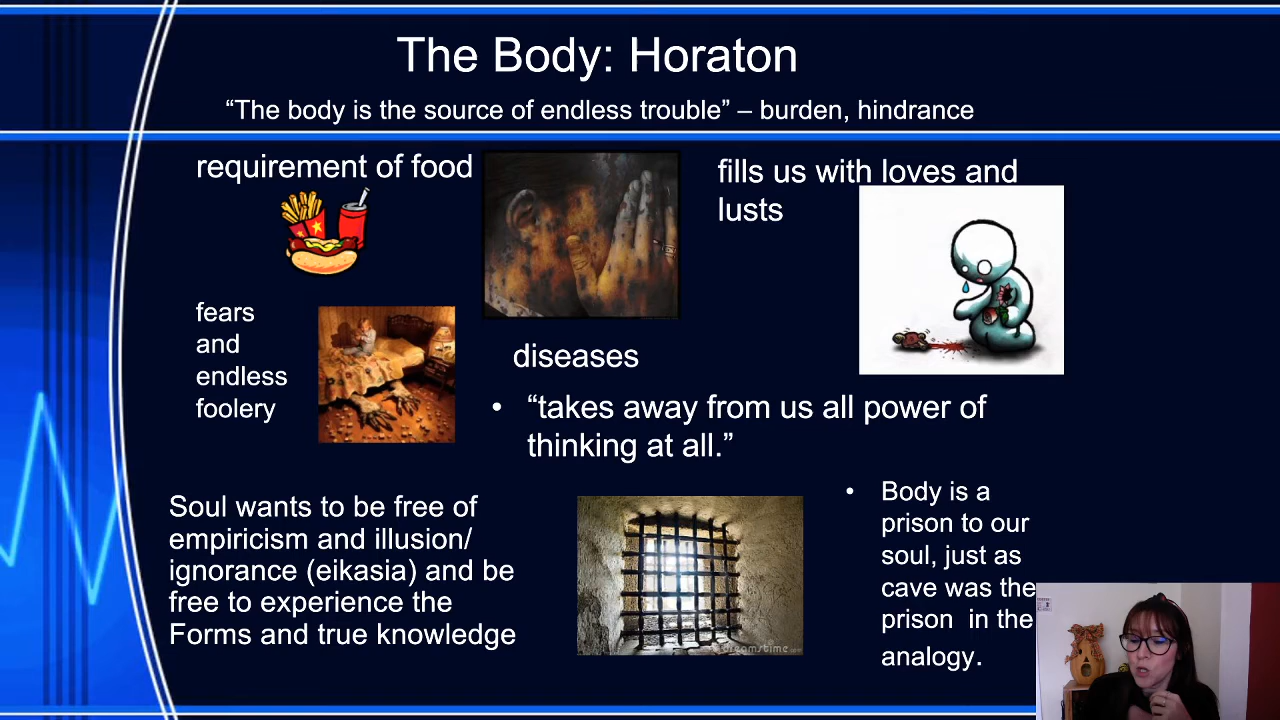 The Body: Horaton
“The body is the source of endless trouble” – burden, hindrance
requirement of food
fills us with loves and
lusts
fears
and
endless
foolery
diseases
• “takes away from us all power of
thinking at all.”
Soul wants to be free of
empiricism and illusion/
ignorance (eikasia) and be
free to experience the
Forms and true knowledge
• Body is a
prison to our
soul, just as
cave was the
prison in the
analogy.
dreamstime